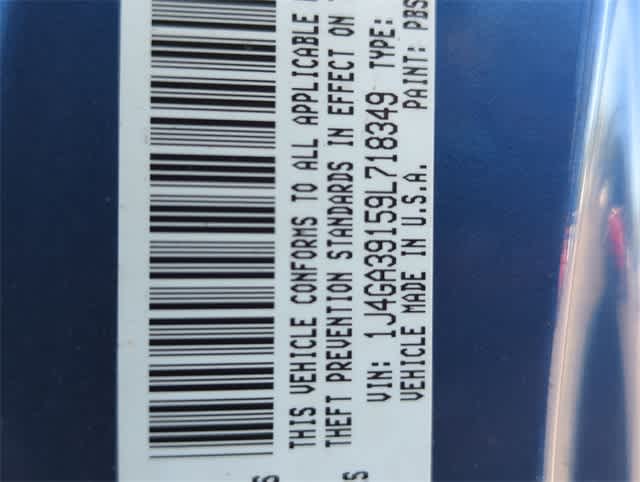 THIS VEHICLE CONFORMS TO ALL APPLICABLE
THEFT PREVENTION STANDARDS IN EFFECT ON
VIN: 1J4GA39159L718349 TYPE:
VEHICLE MADE IN U.S.A. PAINT: PBS